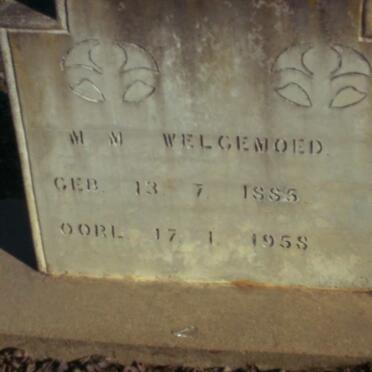 M M WELGEMOED.
GEB. 13. 7. 1885.
OORL 17. 1. 1958